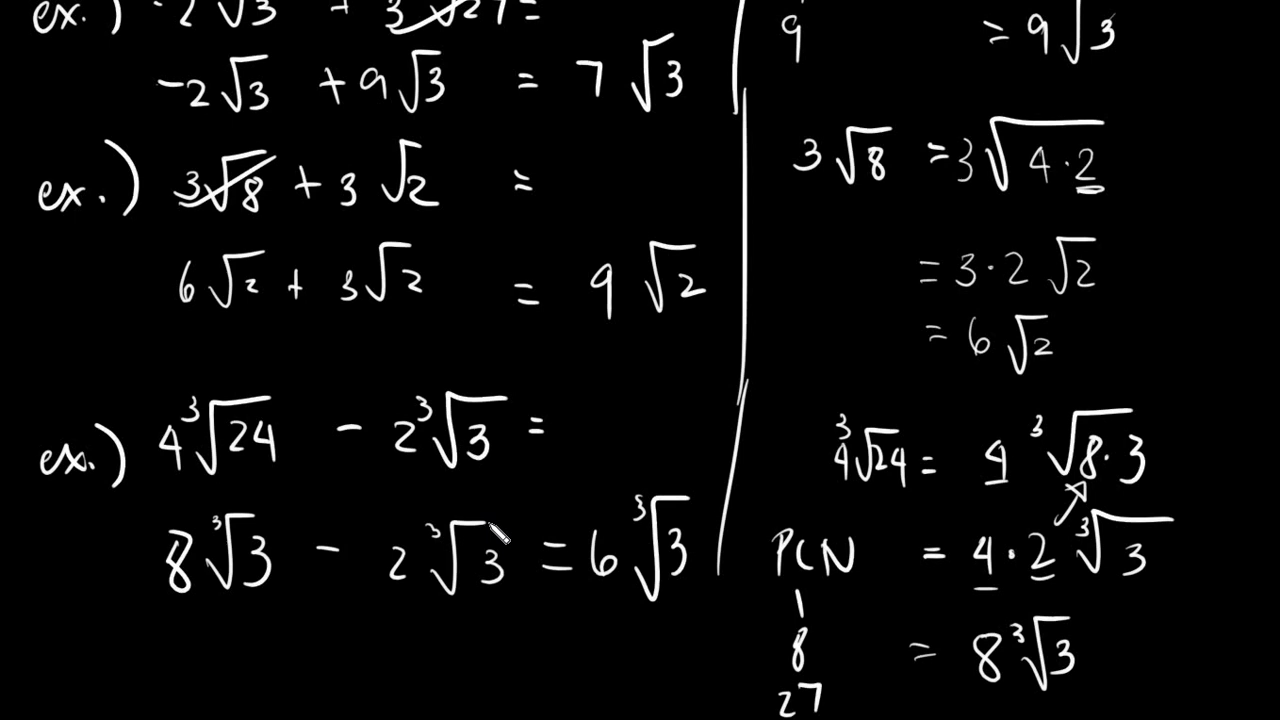 ex.) -2√3 + 3√27 =
-2√3 + 9√3 = 7√3
ex.) 3√8 + 3√2 =
6√2 + 3√2 = 9√2
ex.) 4∛24 - 2∛3 =
8∛3 - 2∛3 = 6∛3
9 = 9√3
3√8 = 3√4·2
= 3·2√2
= 6√2
4∛24 = 4∛8·3
PCN = 4·2∛3
1
8 = 8∛3
27